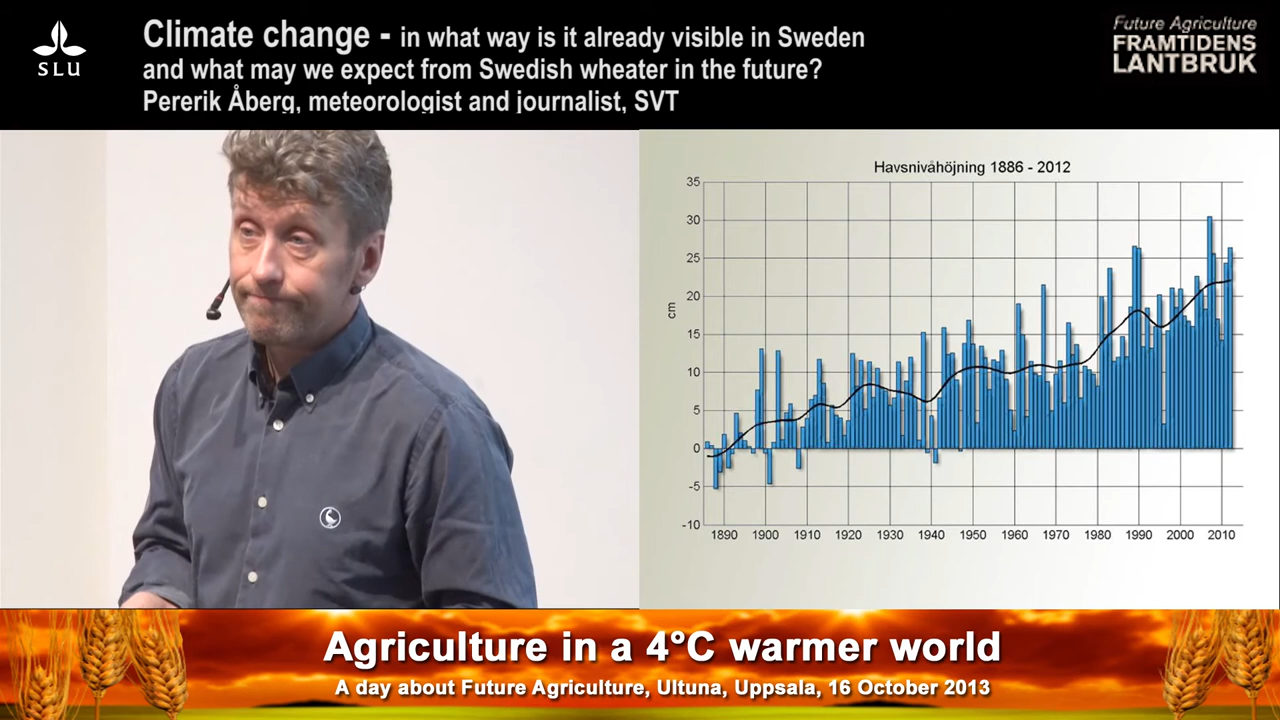 SLU
Climate change - in what way is it already visible in Sweden
and what may we expect from Swedish wheater in the future?
Pererik Åberg, meteorologist and journalist, SVT
Future Agriculture
FRAMTIDENS
LANTBRUK
Havsnivåhöjning 1886 - 2012
35
30
25
20
15
10
5
0
-5
-10
cm
1890 1900 1910 1920 1930 1940 1950 1960 1970 1980 1990 2000 2010
Agriculture in a 4°C warmer world
A day about Future Agriculture, Ultuna, Uppsala, 16 October 2013